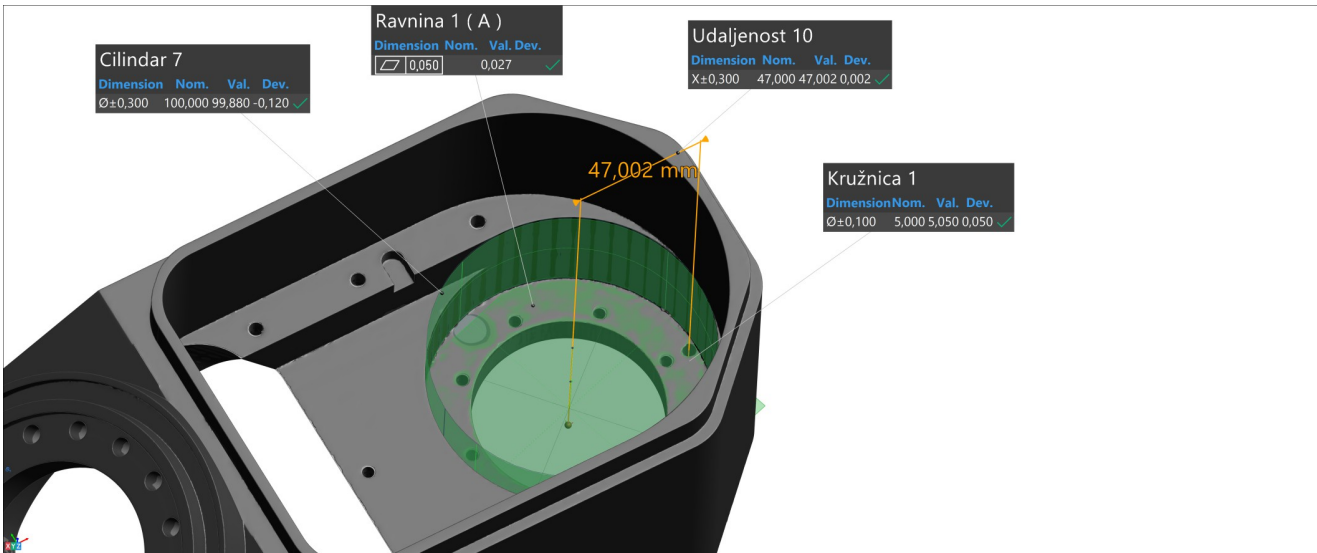 Cilindar 7
Dimension Nom. Val. Dev.
Ø±0,300 100,000 99,880 -0,120
Ravnina 1 ( A )
Dimension Nom. Val. Dev.
0,050 0,027
Udaljenost 10
Dimension Nom. Val. Dev.
X±0,300 47,000 47,002 0,002
47,002 mm
Kružnica 1
Dimension Nom. Val. Dev.
Ø±0,100 5,000 5,050 0,050
X Y Z